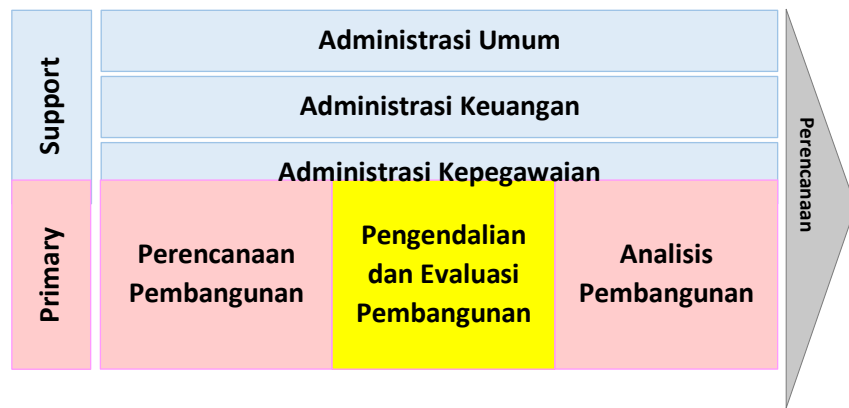 Support
Administrasi Umum
Administrasi Keuangan
Administrasi Kepegawaian
Primary
Perencanaan
Pembangunan
Pengendalian
dan Evaluasi
Pembangunan
Analisis
Pembangunan
Perencanaan